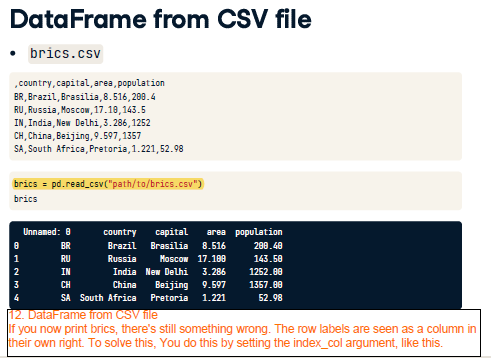 DataFrame from CSV file
• brics.csv
,country,capital,area,population
BR,Brazil,Brasilia,8.516,200.4
RU,Russia,Moscow,17.10,143.5
IN,India,New Delhi,3.286,1252
CH,China,Beijing,9.597,1357
SA,South Africa,Pretoria,1.221,52.98
brics = pd.read_csv("path/to/brics.csv")
brics
Unnamed: 0 country capital area population
0 BR Brazil Brasilia 8.516 200.40
1 RU Russia Moscow 17.100 143.50
2 IN India New Delhi 3.286 1252.00
3 CH China Beijing 9.597 1357.00
4 SA South Africa Pretoria 1.221 52.98
12. DataFrame from CSV file
If you now print brics, there's still something wrong. The row labels are seen as a column in
their own right. To solve this, You do this by setting the index_col argument, like this.